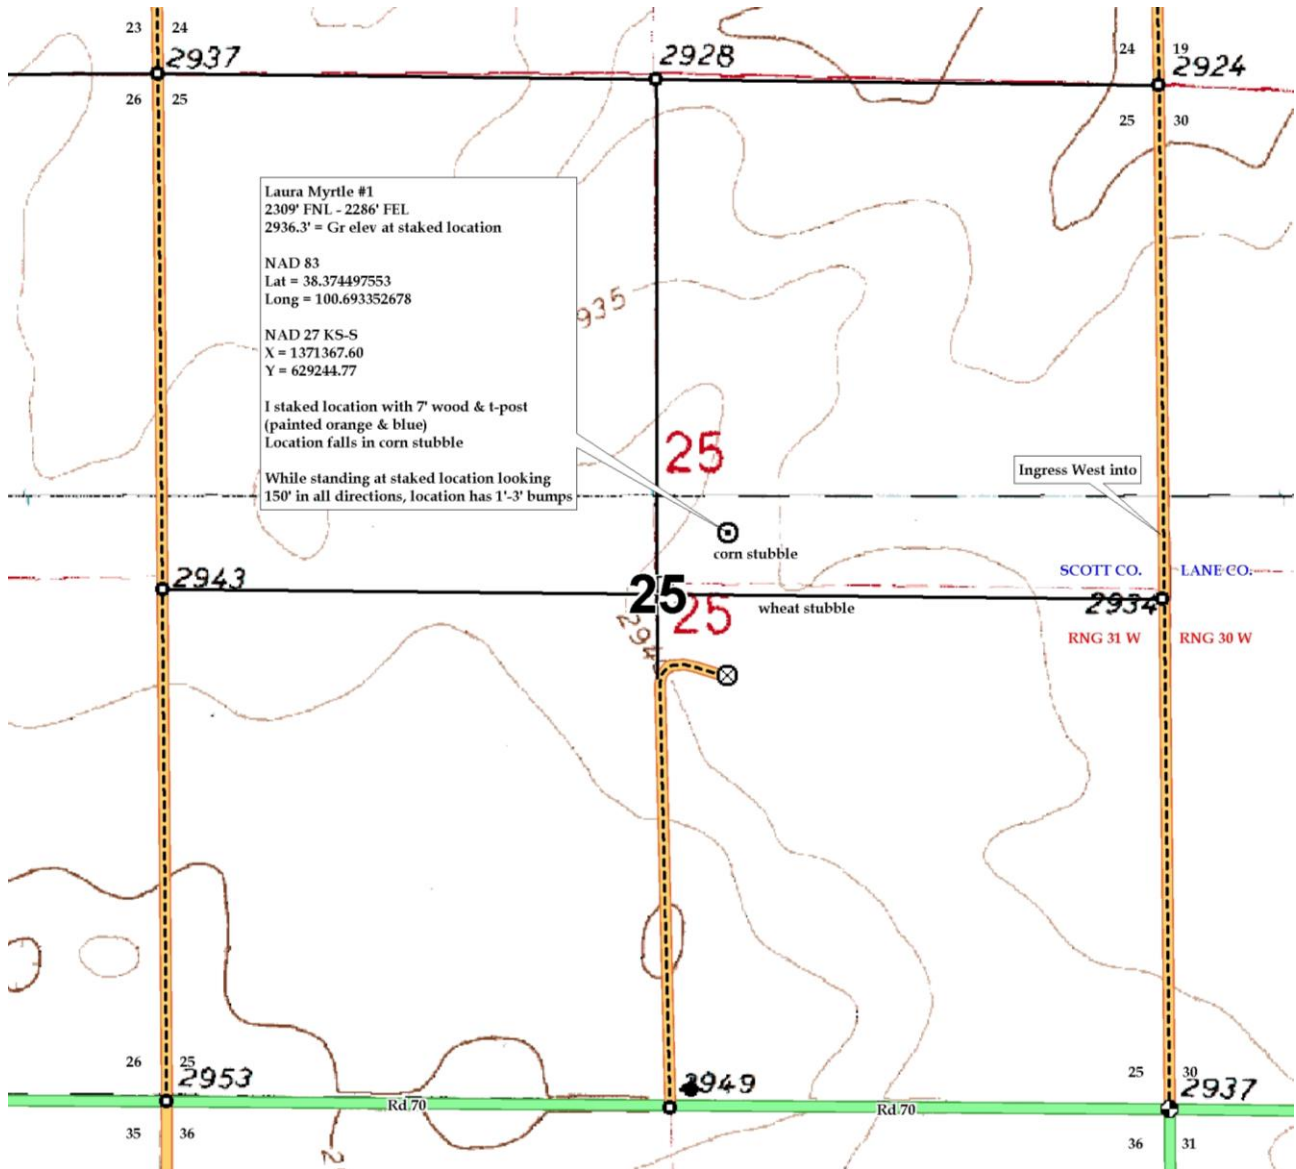 23 24
2937
26 25
2928
24 19
2924
25 30
Laura Myrtle #1
2309' FNL - 2286' FEL
2936.3' = Gr elev at staked location
NAD 83
Lat = 38.374497553
Long = 100.693352678
NAD 27 KS-S
X = 1371367.60
Y = 629244.77
I staked location with 7' wood & t-post
(painted orange & blue)
Location falls in corn stubble
While standing at staked location looking
150' in all directions, location has 1'-3' bumps
935
25
Ingress West into
corn stubble
SCOTT CO. LANE CO.
2943
25
25
wheat stubble
2934
RNG 31 W RNG 30 W
294
26 25
2953
2949
25 30
2937
Rd 70
Rd 70
35 36
36 31